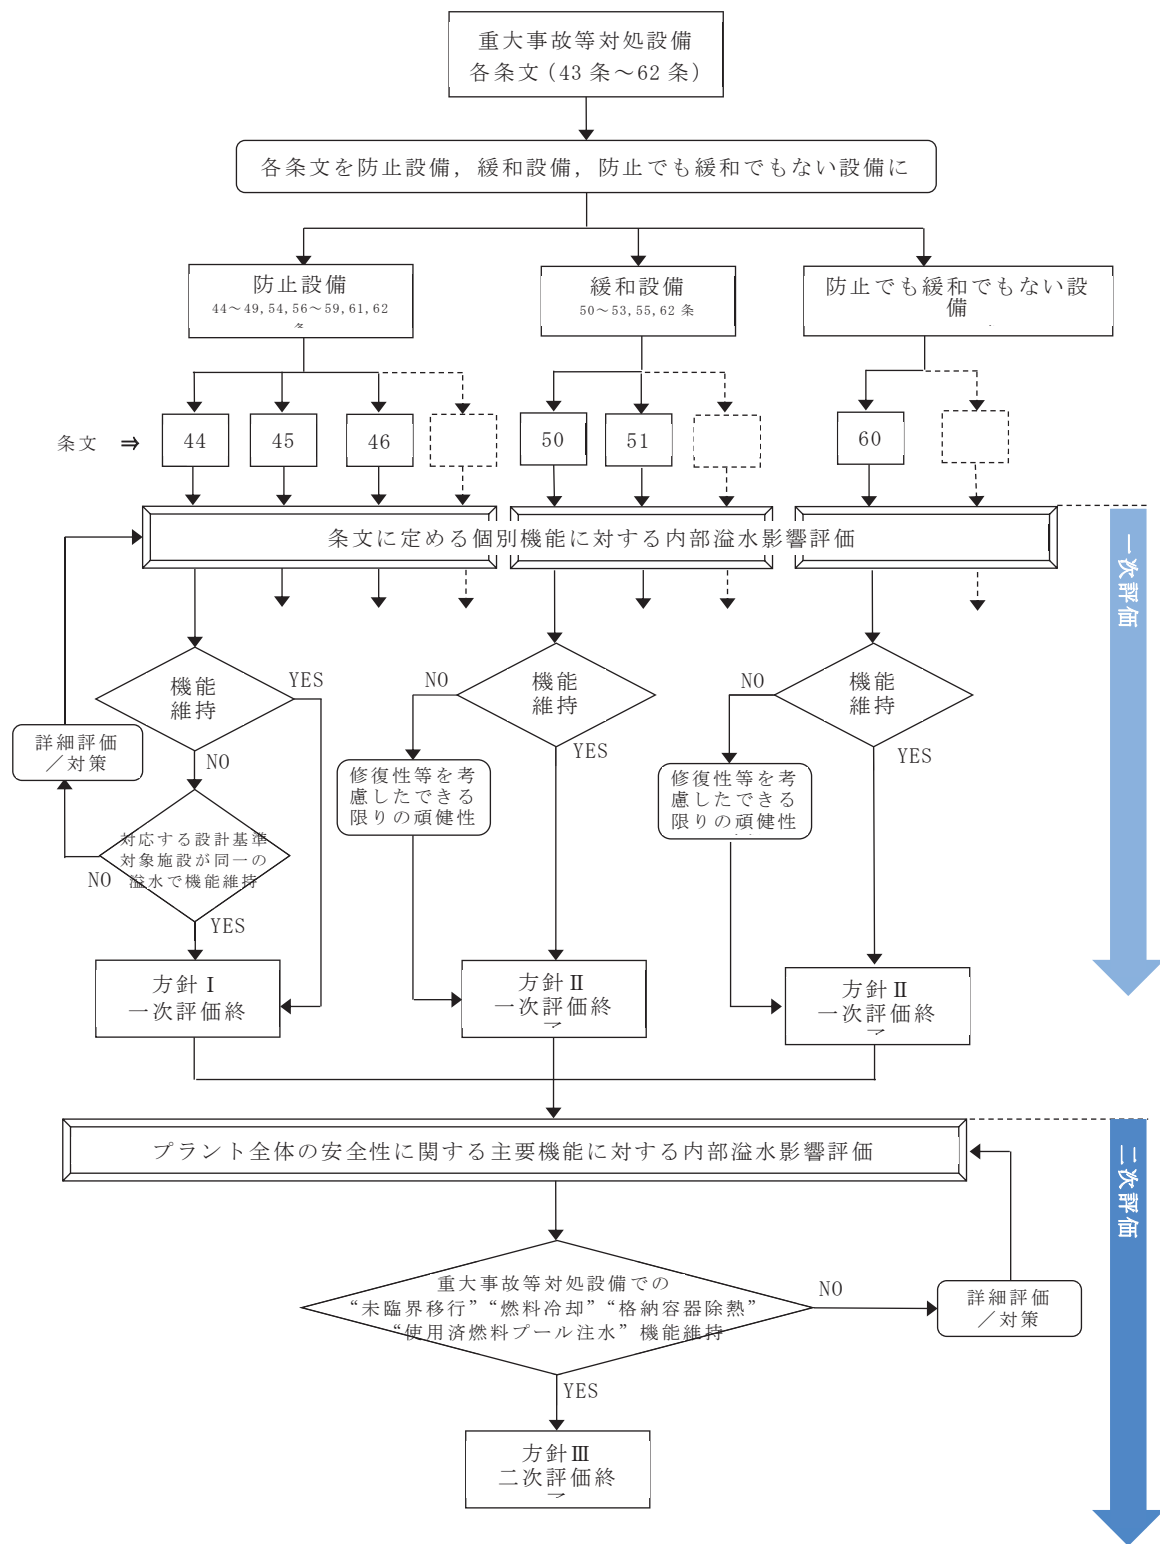 重大事故等対処設備
各条文（43 条～62 条）
各条文を防止設備，緩和設備，防止でも緩和でもない設備に
防止設備
44～49,54,56～59,61,62
緩和設備
50～53,55,62 条
防止でも緩和でもない設
備
条文 ⇒
44
45
46
50
51
60
条文に定める個別機能に対する内部溢水影響評価
一次評価
機能
維持
YES
NO
詳細評価
／対策
対応する設計基準
対象施設が同一の
溢水で機能維持
NO
YES
機能
維持
NO
YES
修復性等を考
慮したできる
限りの頑健性
機能
維持
NO
YES
修復性等を考
慮したできる
限りの頑健性
方針Ⅰ
一次評価終
方針Ⅱ
一次評価終
方針Ⅱ
一次評価終
プラント全体の安全性に関する主要機能に対する内部溢水影響評価
二次評価
重大事故等対処設備での
“未臨界移行”“燃料冷却”“格納容器除熱”
“使用済燃料プール注水”機能維持
NO
詳細評価
／対策
YES
方針Ⅲ
二次評価終